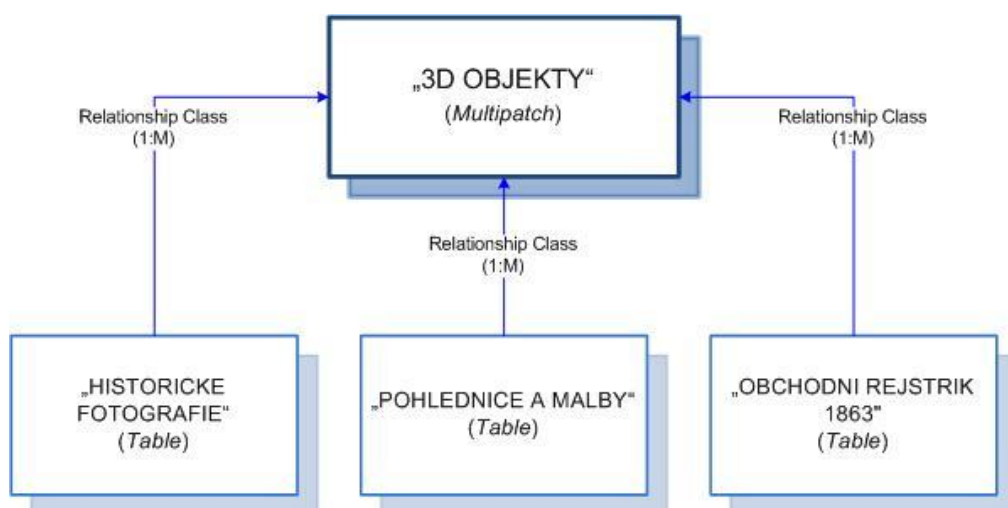 „3D OBJEKTY“
(Multipatch)
Relationship Class
(1:M)
Relationship Class
(1:M)
Relationship Class
(1:M)
„HISTORICKE
FOTOGRAFIE“
(Table)
„POHLEDNICE A MALBY“
(Table)
„OBCHODNI REJSTRIK
1863"
(Table)